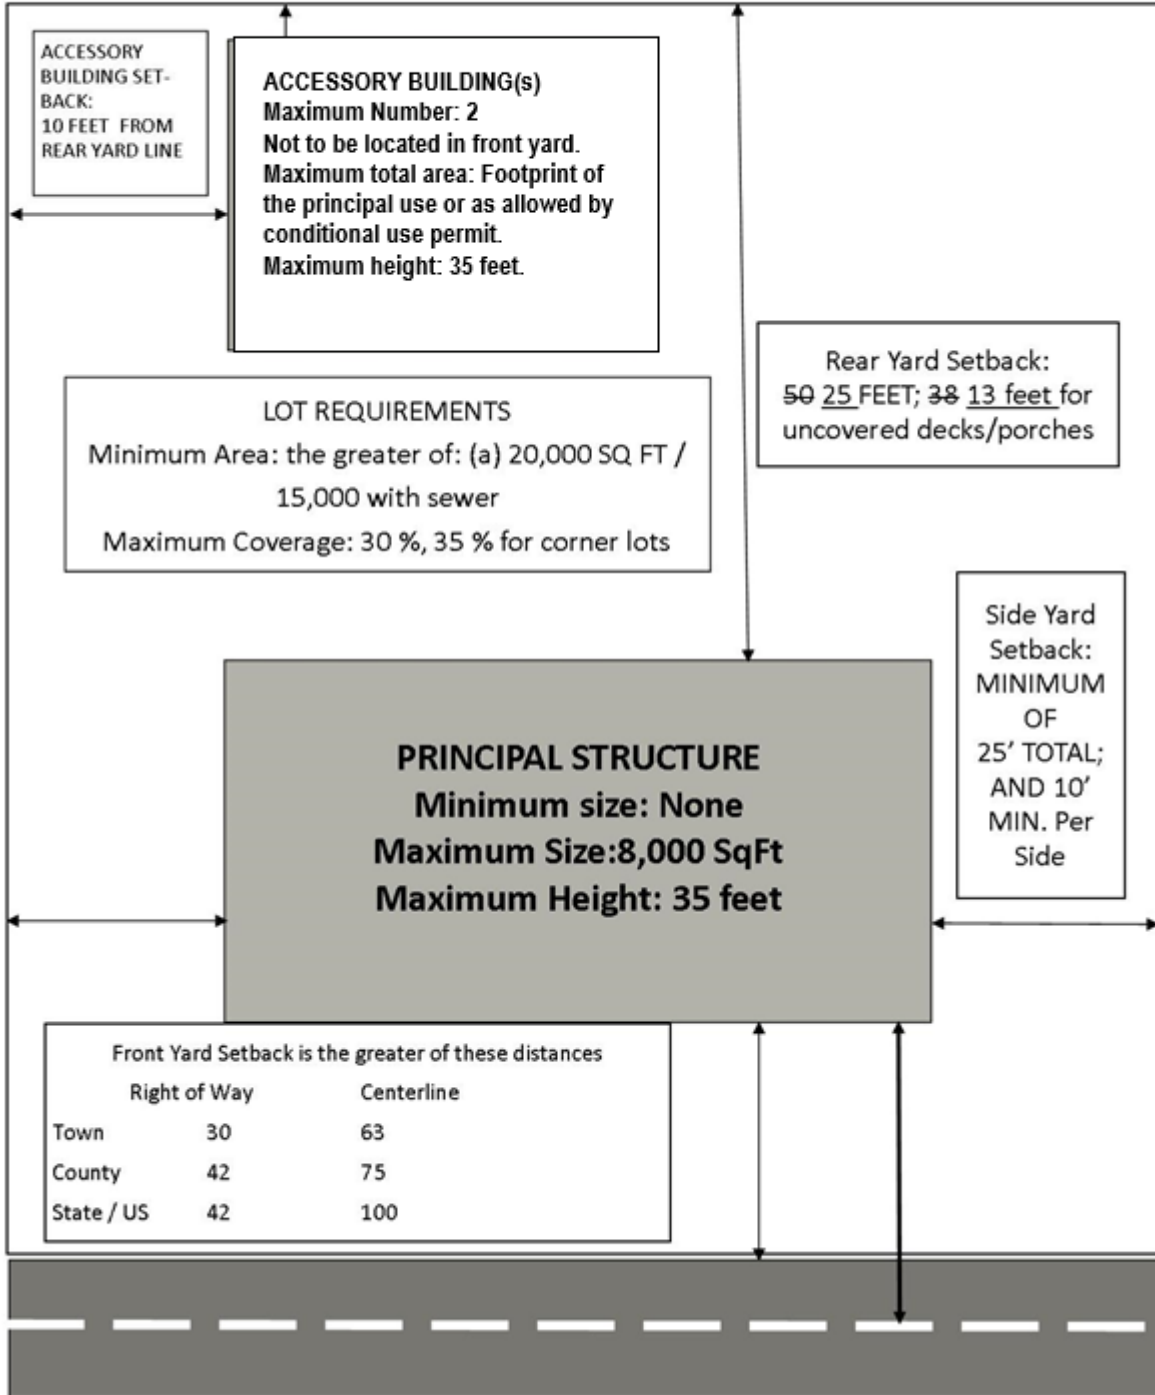 ACCESSORY
BUILDING SET-
BACK:
10 FEET FROM
REAR YARD LINE
ACCESSORY BUILDING(s)
Maximum Number: 2
Not to be located in front yard.
Maximum total area: Footprint of
the principal use or as allowed by
conditional use permit.
Maximum height: 35 feet.
Rear Yard Setback:
50 25 FEET; 38 13 feet for
uncovered decks/porches
LOT REQUIREMENTS
Minimum Area: the greater of: (a) 20,000 SQ FT /
15,000 with sewer
Maximum Coverage: 30 %, 35 % for corner lots
Side Yard
Setback:
MINIMUM
OF
25’ TOTAL;
AND 10’
MIN. Per
Side
PRINCIPAL STRUCTURE
Minimum size: None
Maximum Size:8,000 SqFt
Maximum Height: 35 feet
Front Yard Setback is the greater of these distances
Right of Way Centerline
Town 30 63
County 42 75
State / US 42 100